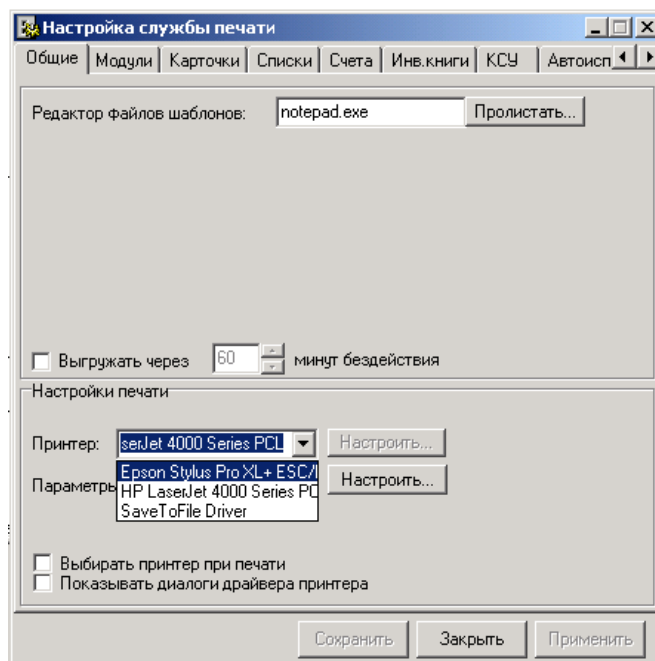 Настройка службы печати
Общие Модули Карточки Списки Счета Инв.книги КСУ Автоисп
Редактор файлов шаблонов: notepad.exe Пролистать...
Выгружать через 60 минут бездействия
Настройки печати
Принтер: serJet 4000 Series PCL Настроить...
Epson Stylus Pro XL+ ESC/
Параметры Настроить...
HP LaserJet 4000 Series PC
SaveToFile Driver
Выбирать принтер при печати
Показывать диалоги драйвера принтера
Сохранить Закрыть Применить